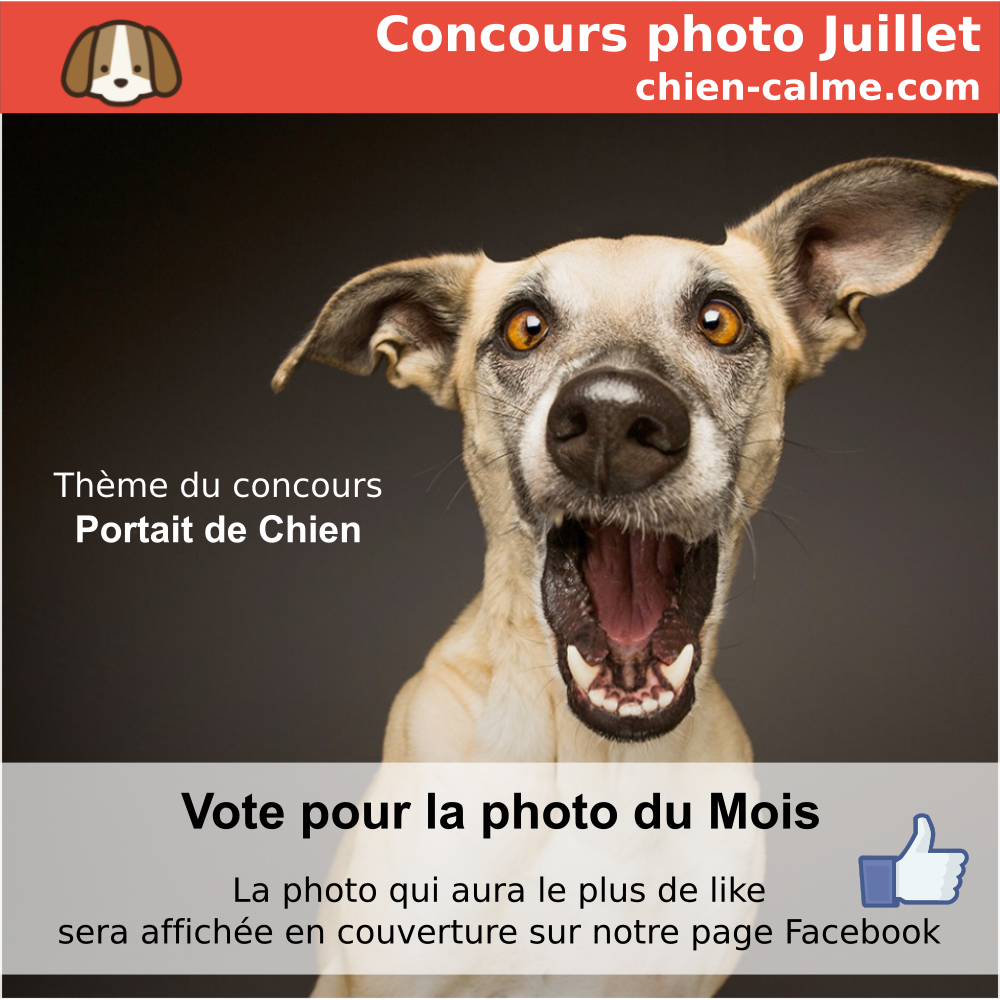 Concours photo Juillet
chien-calme.com
Thème du concours
Portait de Chien
Vote pour la photo du Mois
La photo qui aura le plus de like
sera affichée en couverture sur notre page Facebook